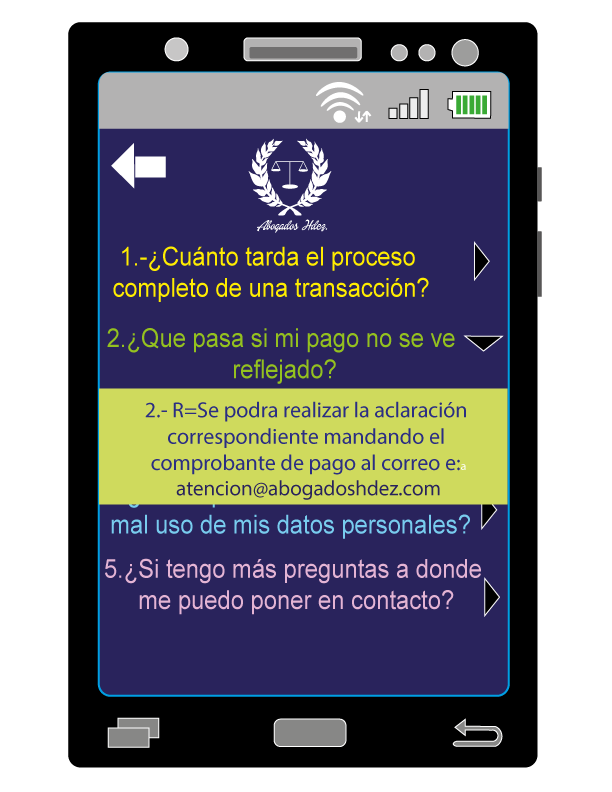 Abogados Hdez.
1.-¿Cuánto tarda el proceso
completo de una transacción?
2.¿Que pasa si mi pago no se ve
reflejado?
2.- R=Se podra realizar la aclaración
correspondiente mandando el
comprobante de pago al correo e:a
atencion@abogadoshdez.com
mal uso de mis datos personales?
5.¿Si tengo más preguntas a donde
me puedo poner en contacto?